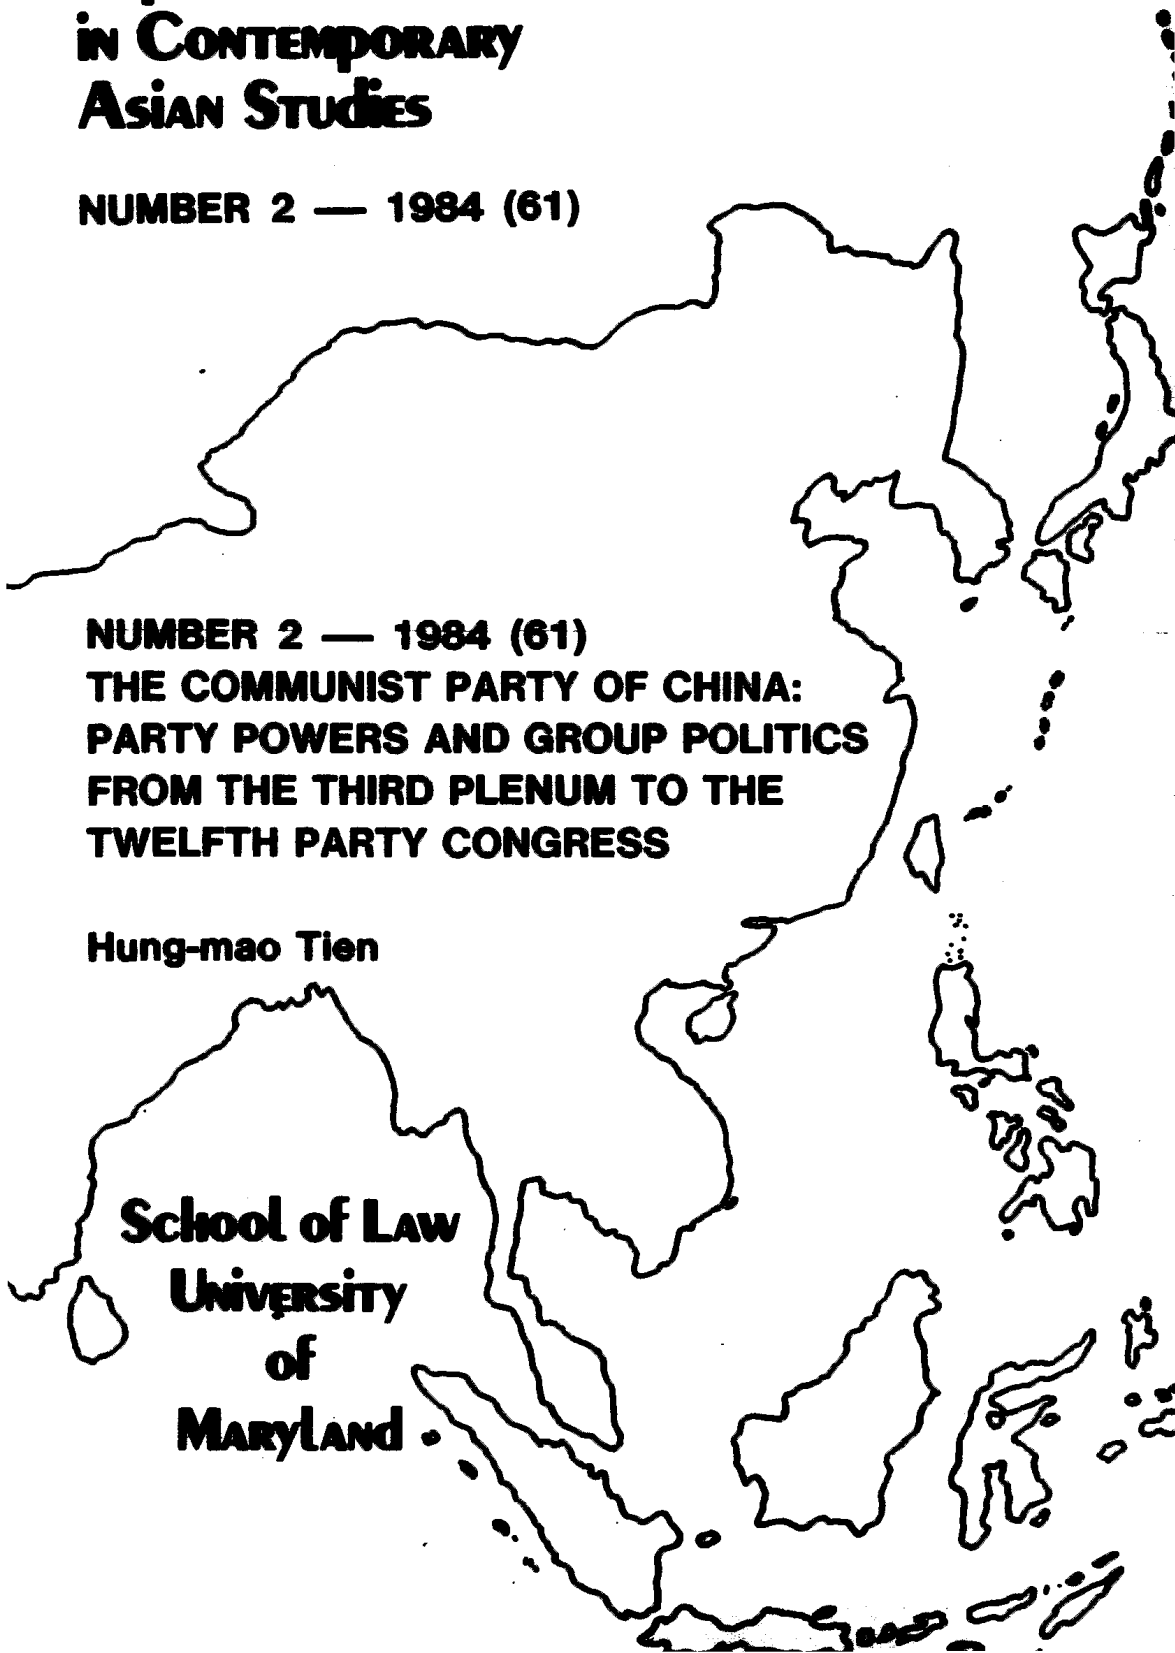 in Contemporary
Asian Studies
NUMBER 2 — 1984 (61)
NUMBER 2 — 1984 (61)
THE COMMUNIST PARTY OF CHINA:
PARTY POWERS AND GROUP POLITICS
FROM THE THIRD PLENUM TO THE
TWELFTH PARTY CONGRESS
Hung-mao Tien
School of Law
University
of
Maryland